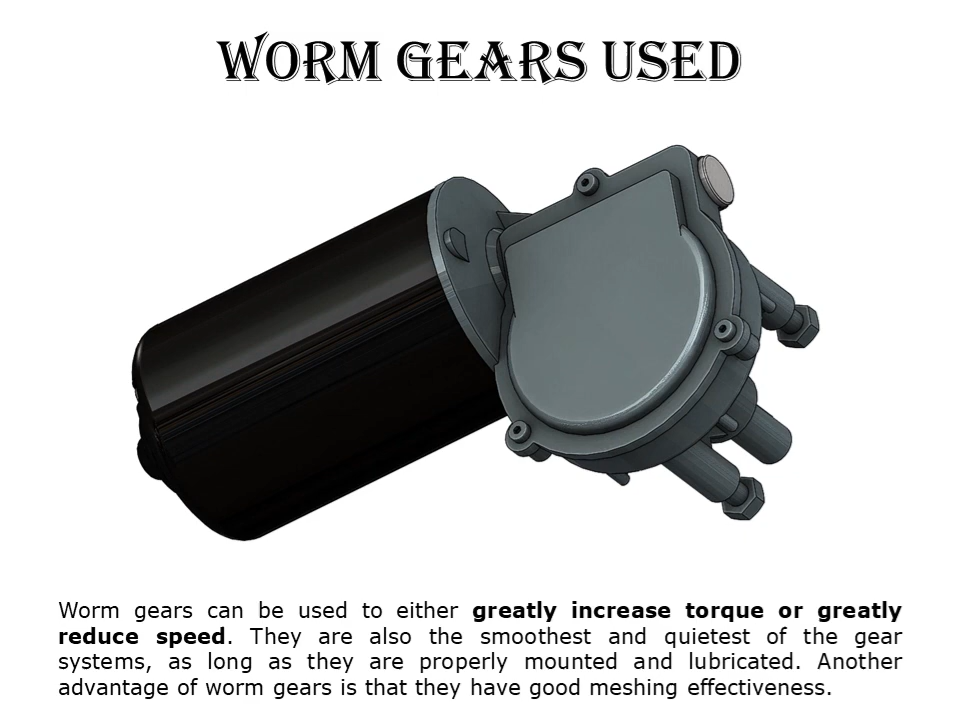 WORM GEARS USED
Worm gears can be used to either greatly increase torque or greatly
reduce speed. They are also the smoothest and quietest of the gear
systems, as long as they are properly mounted and lubricated. Another
advantage of worm gears is that they have good meshing effectiveness.